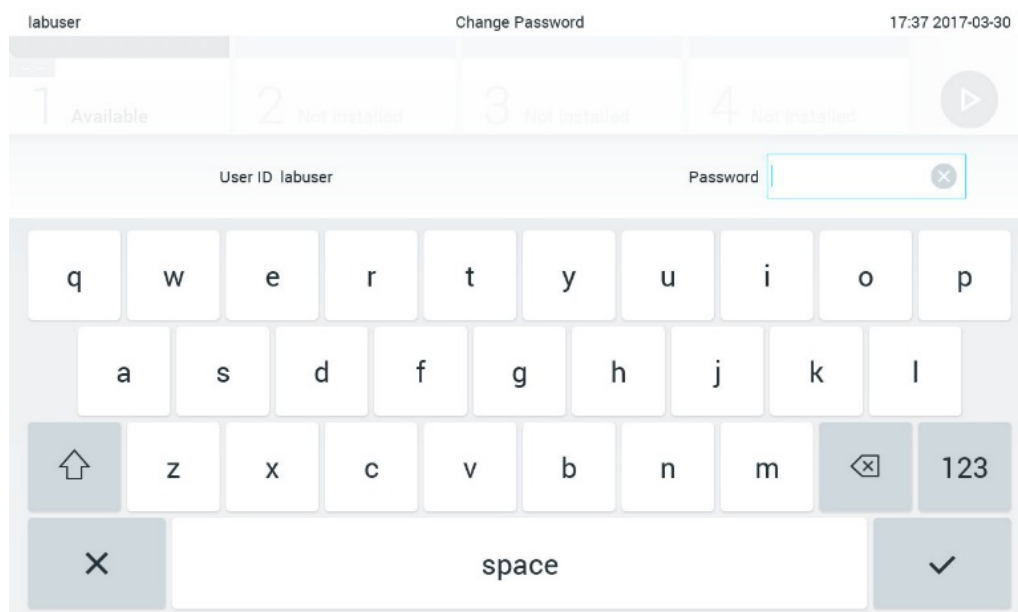 labuser Change Password 17:37 2017-03-30
1 Available 2 Not installed 3 Not installed 4 Not installed
User ID labuser Password
q w e r t y u i o p
a s d f g h j k l
z x c v b n m 123
space